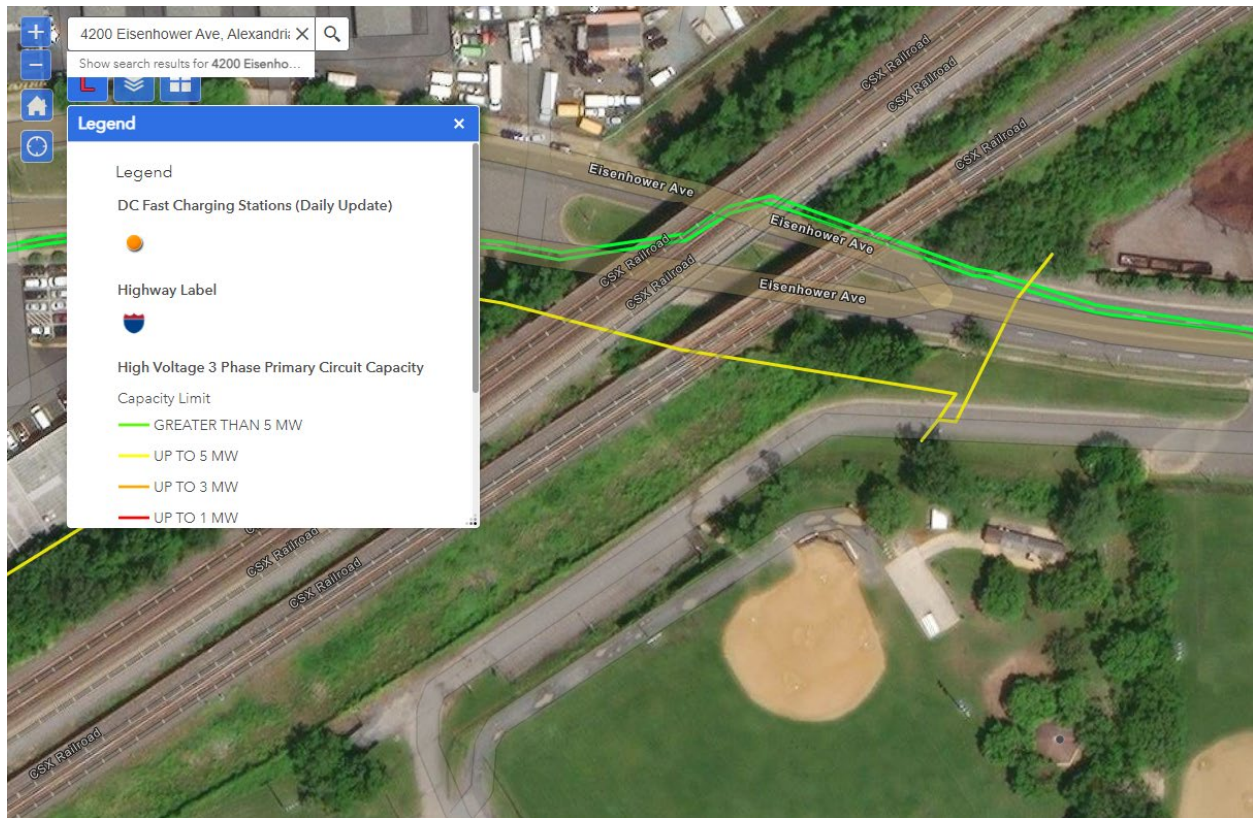 +
4200 Eisenhower Ave, Alexandri
Show search results for 4200 Eisenho...
−
Legend
Legend
DC Fast Charging Stations (Daily Update)
Highway Label
High Voltage 3 Phase Primary Circuit Capacity
Capacity Limit
GREATER THAN 5 MW
UP TO 5 MW
UP TO 3 MW
UP TO 1 MW
CSX Railroad
CSX Railroad
CSX Railroad
Eisenhower Ave
Eisenhower Ave
CSX Railroad
CSX Railroad
Eisenhower Ave
CSX Railroad
CSX Railroad
CSX Railroad